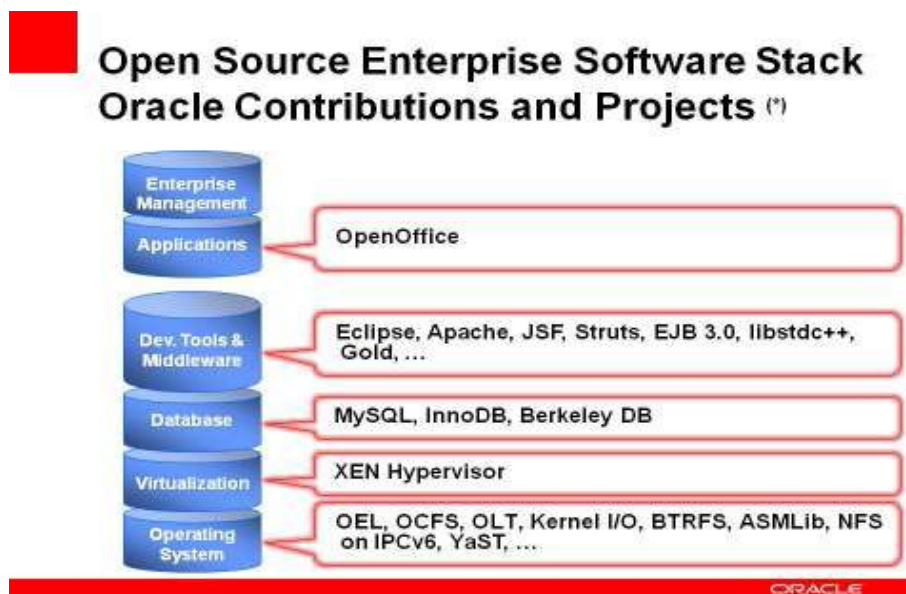 Open Source Enterprise Software Stack
Oracle Contributions and Projects (*)
Enterprise
Management
Applications
OpenOffice
Dev. Tools &
Middleware
Eclipse, Apache, JSF, Struts, EJB 3.0, libstdc++,
Gold, …
Database
MySQL, InnoDB, Berkeley DB
Virtualization
XEN Hypervisor
Operating
System
OEL, OCFS, OLT, Kernel I/O, BTRFS, ASMLib, NFS
on IPCv6, YaST, …
ORACLE